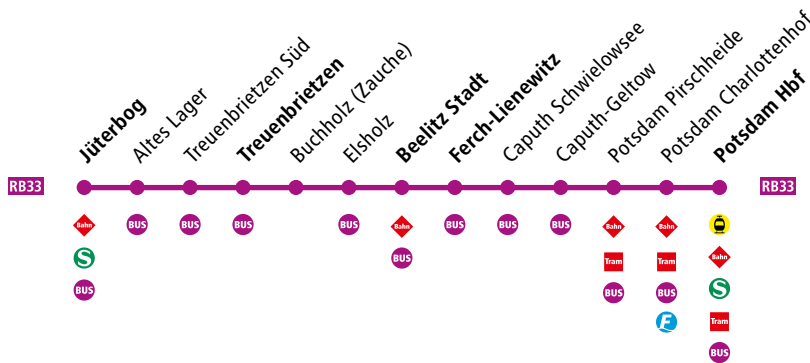 Jüterbog
Altes Lager
Treuenbrietzen Süd
Treuenbrietzen
Buchholz (Zauche)
Elsholz
Beelitz Stadt
Ferch-Lienewitz
Caputh Schwielowsee
Caputh-Geltow
Potsdam Pirschheide
Potsdam Charlottenhof
Potsdam Hbf
RB33 RB33
Bahn BUS BUS BUS BUS Bahn BUS BUS BUS Bahn Bahn
S BUS Tram Tram Bahn
BUS BUS BUS S
F Tram
BUS